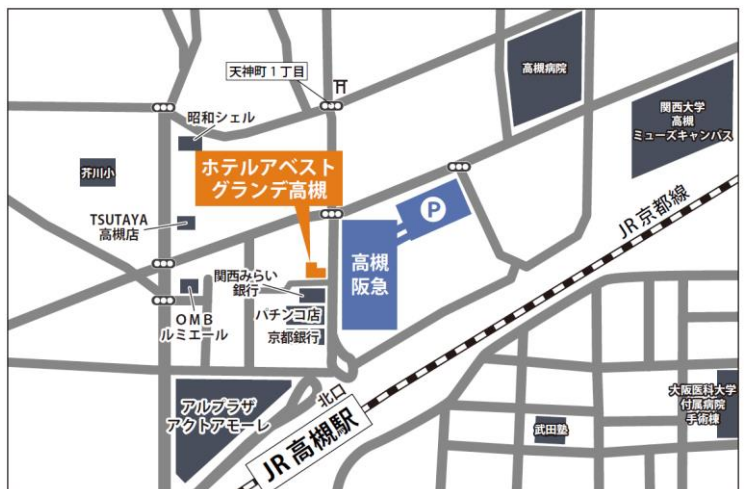 天神町1丁目
高槻病院
昭和シェル
関西大学
高槻
ミューズキャンパス
ホテルアベスト
グランデ高槻
芥川小
P
TSUTAYA
高槻店
JR京都線
高槻
阪急
関西みらい
銀行
OMB
ルミエール
パチンコ店
京都銀行
北口
アルプラザ
アクトアモーレ
大阪医科大学
付属病院
手術棟
武田塾
JR高槻駅